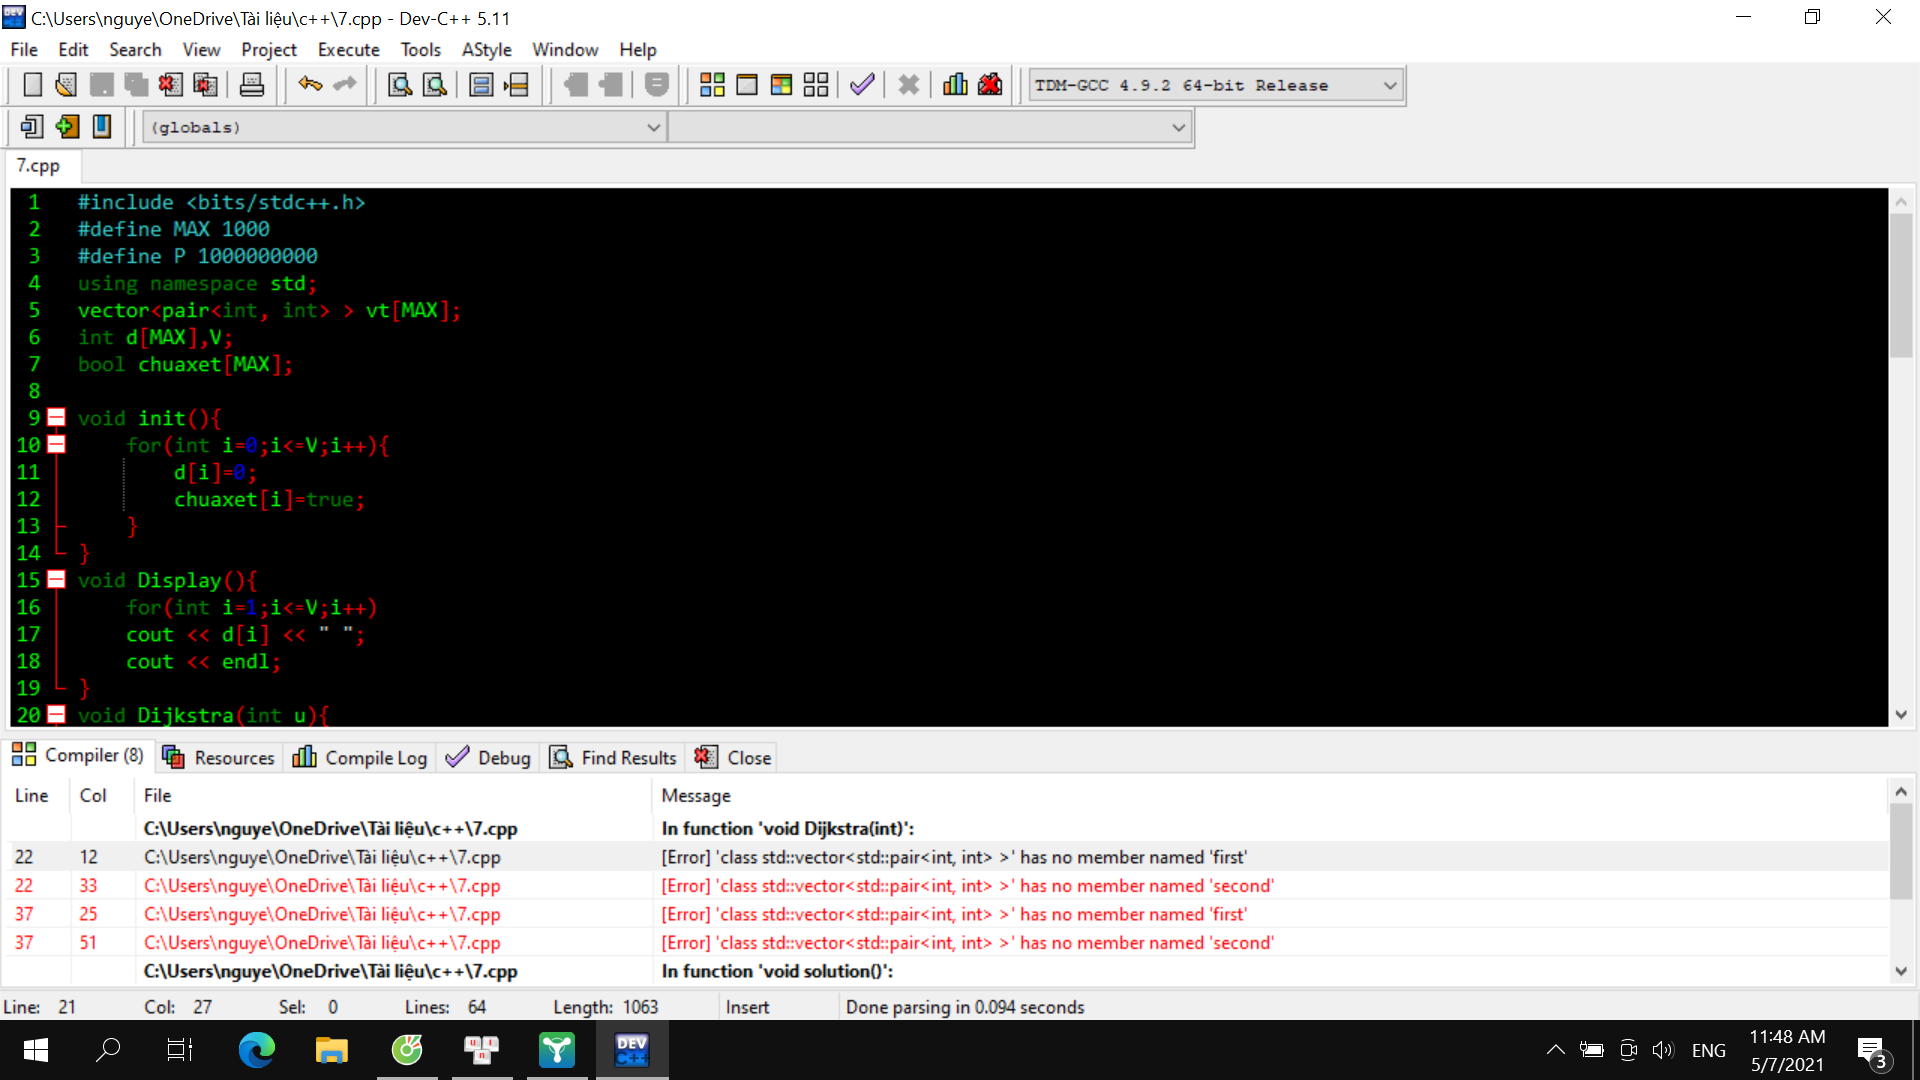 C:\Users\nguye\OneDrive\Tài liệu\c++\7.cpp - Dev-C++ 5.11
File Edit Search View Project Execute Tools AStyle Window Help
TDM-GCC 4.9.2 64-bit Release
(globals)
7.cpp
1 #include <bits/stdc++.h>
2 #define MAX 1000
3 #define P 1000000000
4 using namespace std;
5 vector<pair<int, int> > vt[MAX];
6 int d[MAX],V;
7 bool chuaxet[MAX];
8
9 void init(){
10 for(int i=0;i<=V;i++){
11 d[i]=0;
12 chuaxet[i]=true;
13 }
14 }
15 void Display(){
16 for(int i=1;i<=V;i++)
17 cout << d[i] << " ";
18 cout << endl;
19 }
20 void Dijkstra(int u){
Compiler (8) Resources Compile Log Debug Find Results Close
Line Col File Message
C:\Users\nguye\OneDrive\Tài liệu\c++\7.cpp In function 'void Dijkstra(int)':
22 12 C:\Users\nguye\OneDrive\Tài liệu\c++\7.cpp [Error] 'class std::vector<std::pair<int, int> >' has no member named 'first'
22 33 C:\Users\nguye\OneDrive\Tài liệu\c++\7.cpp [Error] 'class std::vector<std::pair<int, int> >' has no member named 'second'
37 25 C:\Users\nguye\OneDrive\Tài liệu\c++\7.cpp [Error] 'class std::vector<std::pair<int, int> >' has no member named 'first'
37 51 C:\Users\nguye\OneDrive\Tài liệu\c++\7.cpp [Error] 'class std::vector<std::pair<int, int> >' has no member named 'second'
C:\Users\nguye\OneDrive\Tài liệu\c++\7.cpp In function 'void solution()':
Line: 21 Col: 27 Sel: 0 Lines: 64 Length: 1063 Insert Done parsing in 0.094 seconds
DEV C++
ENG
11:48 AM
5/7/2021
3